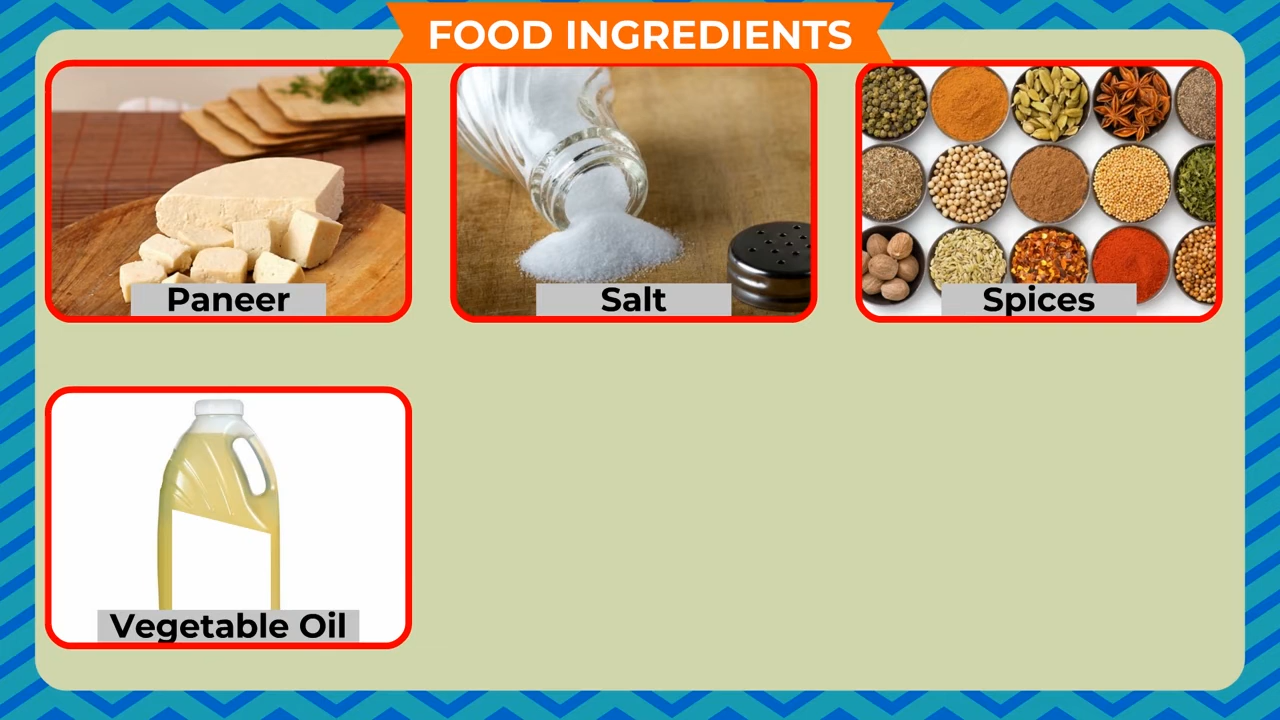 FOOD INGREDIENTS
Paneer
Salt
Spices
Vegetable Oil